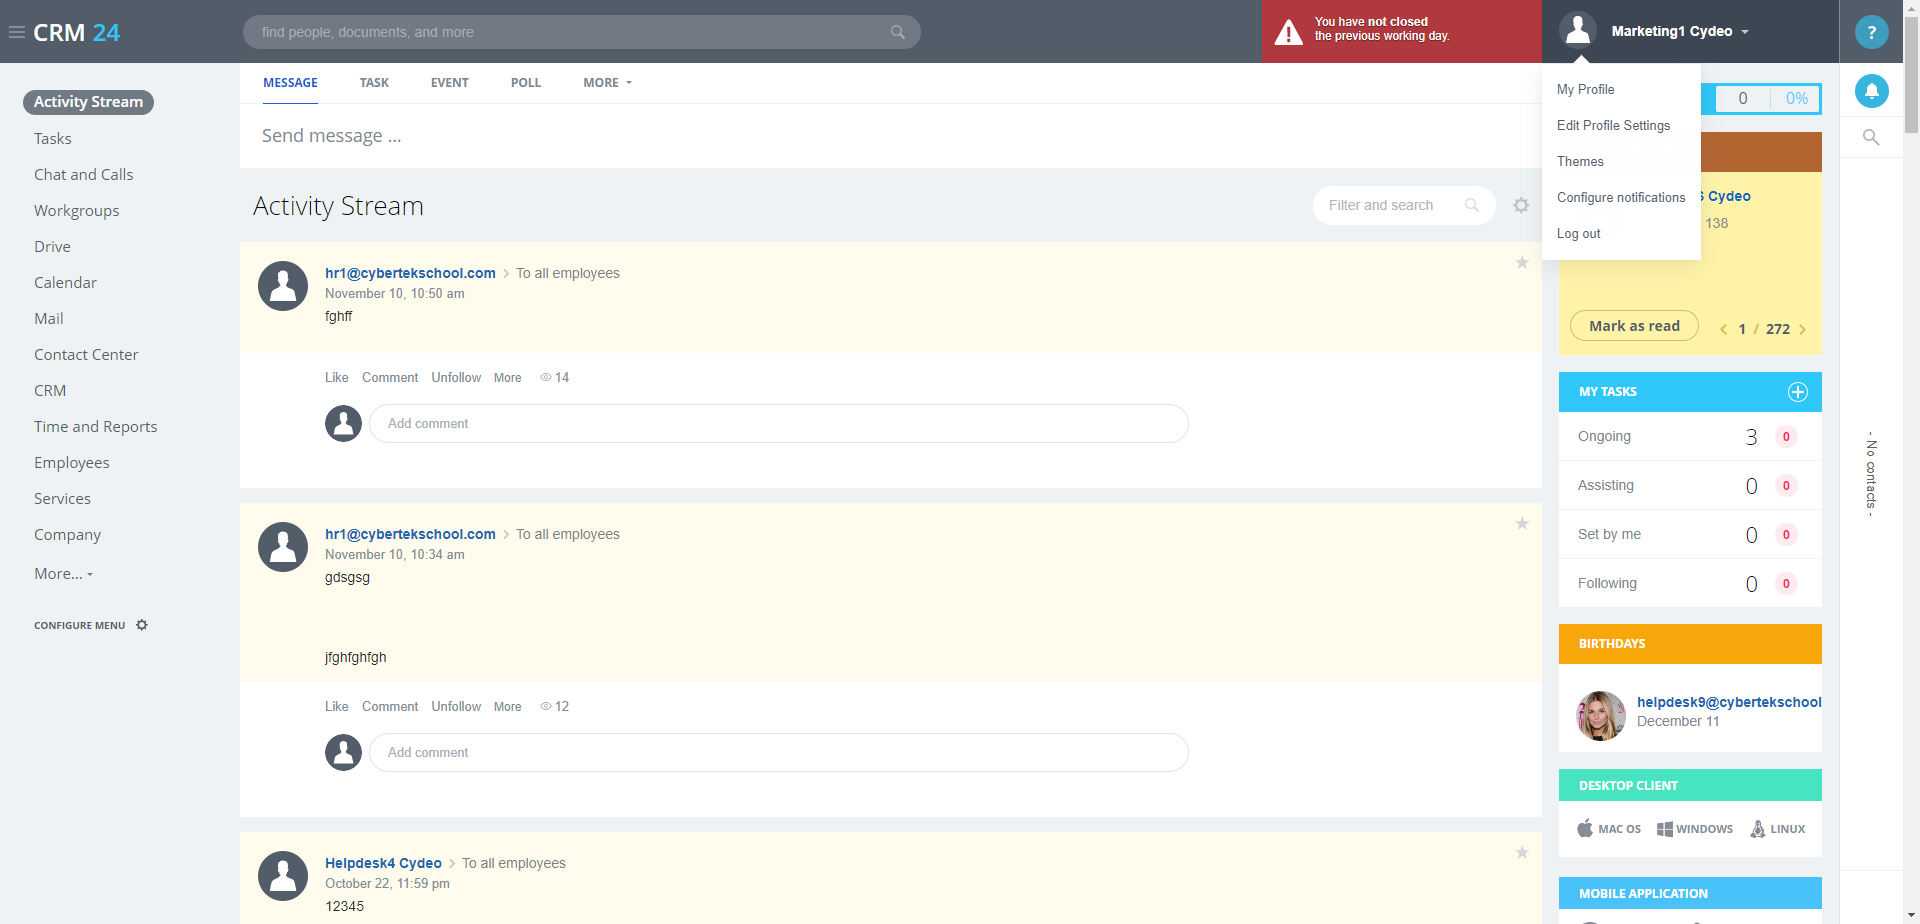 CRM 24
find people, documents, and more
You have not closed
the previous working day.
Marketing1 Cydeo
?
My Profile
Edit Profile Settings
Themes
Configure notifications
Log out
Activity Stream
Tasks
Chat and Calls
Workgroups
Drive
Calendar
Mail
Contact Center
CRM
Time and Reports
Employees
Services
Company
More...
CONFIGURE MENU
MESSAGE TASK EVENT POLL MORE
Send message ...
Activity Stream
Filter and search
hr1@cybertekschool.com > To all employees
November 10, 10:50 am
fghff
Like Comment Unfollow More 14
Add comment
hr1@cybertekschool.com > To all employees
November 10, 10:34 am
gdsgsg
jfghfghfgh
Like Comment Unfollow More 12
Add comment
Helpdesk4 Cydeo > To all employees
October 22, 11:59 pm
12345
0 0%
Cydeo
138
Mark as read
1 / 272
MY TASKS
Ongoing 3 0
Assisting 0 0
Set by me 0 0
Following 0 0
BIRTHDAYS
helpdesk9@cybertekschool
December 11
DESKTOP CLIENT
MAC OS WINDOWS LINUX
MOBILE APPLICATION
- No contacts -